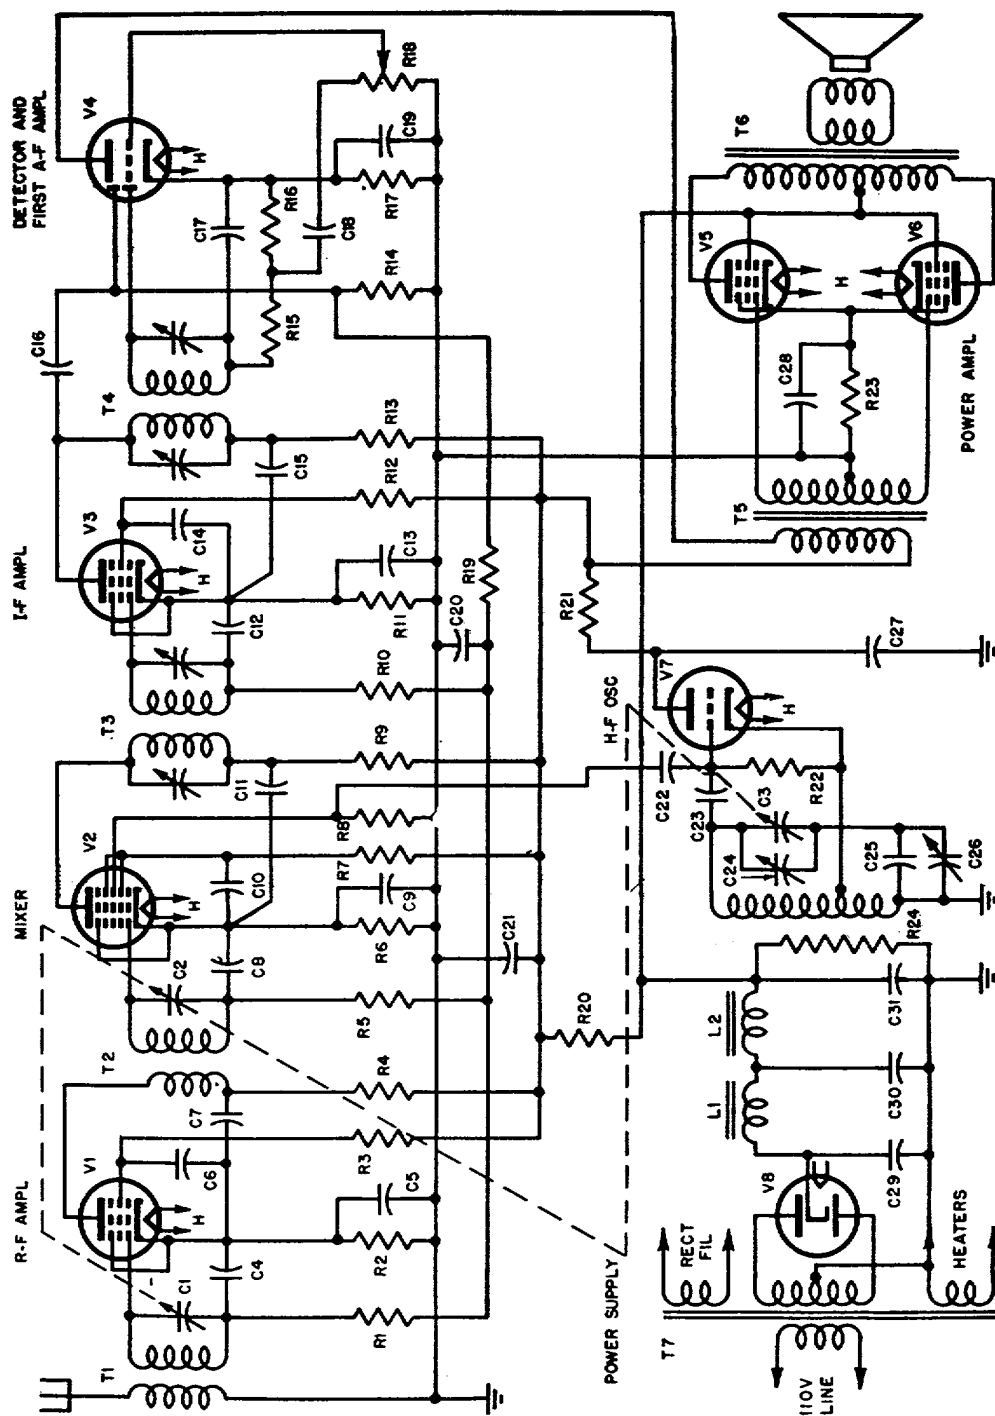 R-F AMPL
MIXER
I-F AMPL
DETECTOR AND
FIRST A-F AMPL
V1
V2
V3
V4
C16
T1
T2
T3
T4
C1
C2
H
H
H
H
C4
C6
C7
C8
C10
C11
C12
C14
C15
C17
R15
R16
C18
R18
R1
R2
C5
R3
R4
R5
R6
C9
R7
R8
R9
R10
R11
C13
R12
R13
R14
R17
C19
C20
R19
C21
R20
R21
POWER SUPPLY
H-F OSC
V7
H
C22
C23
C3
C24
R22
C25
C26
C27
R24
L1
L2
C29
C30
C31
V8
RECT
FIL
HEATERS
T7
110V
LINE
T5
C28
R23
POWER AMPL
V5
V6
H
T6